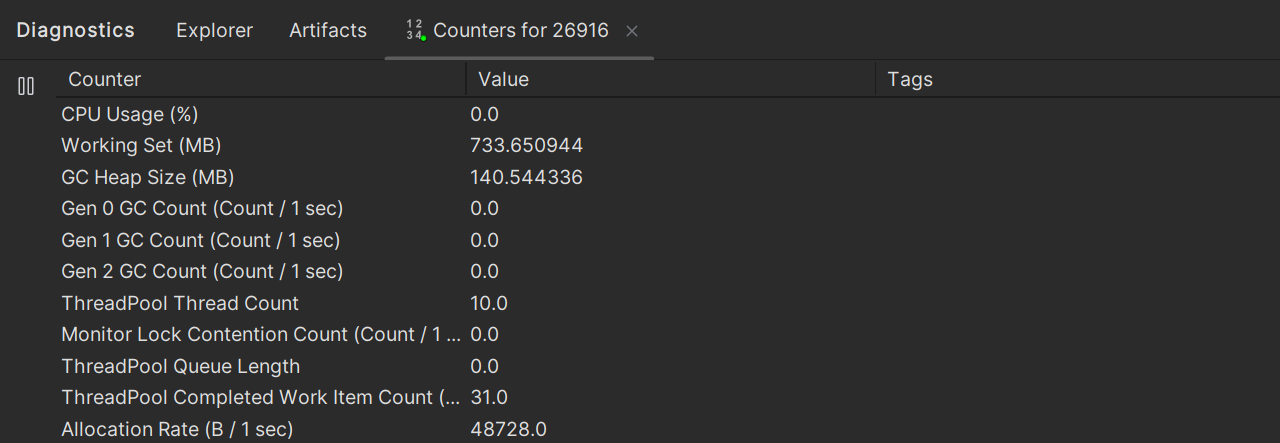 Diagnostics Explorer Artifacts 12 34 Counters for 26916 ×
Counter Value Tags
CPU Usage (%) 0.0
Working Set (MB) 733.650944
GC Heap Size (MB) 140.544336
Gen 0 GC Count (Count / 1 sec) 0.0
Gen 1 GC Count (Count / 1 sec) 0.0
Gen 2 GC Count (Count / 1 sec) 0.0
ThreadPool Thread Count 10.0
Monitor Lock Contention Count (Count / 1 ... 0.0
ThreadPool Queue Length 0.0
ThreadPool Completed Work Item Count (... 31.0
Allocation Rate (B / 1 sec) 48728.0